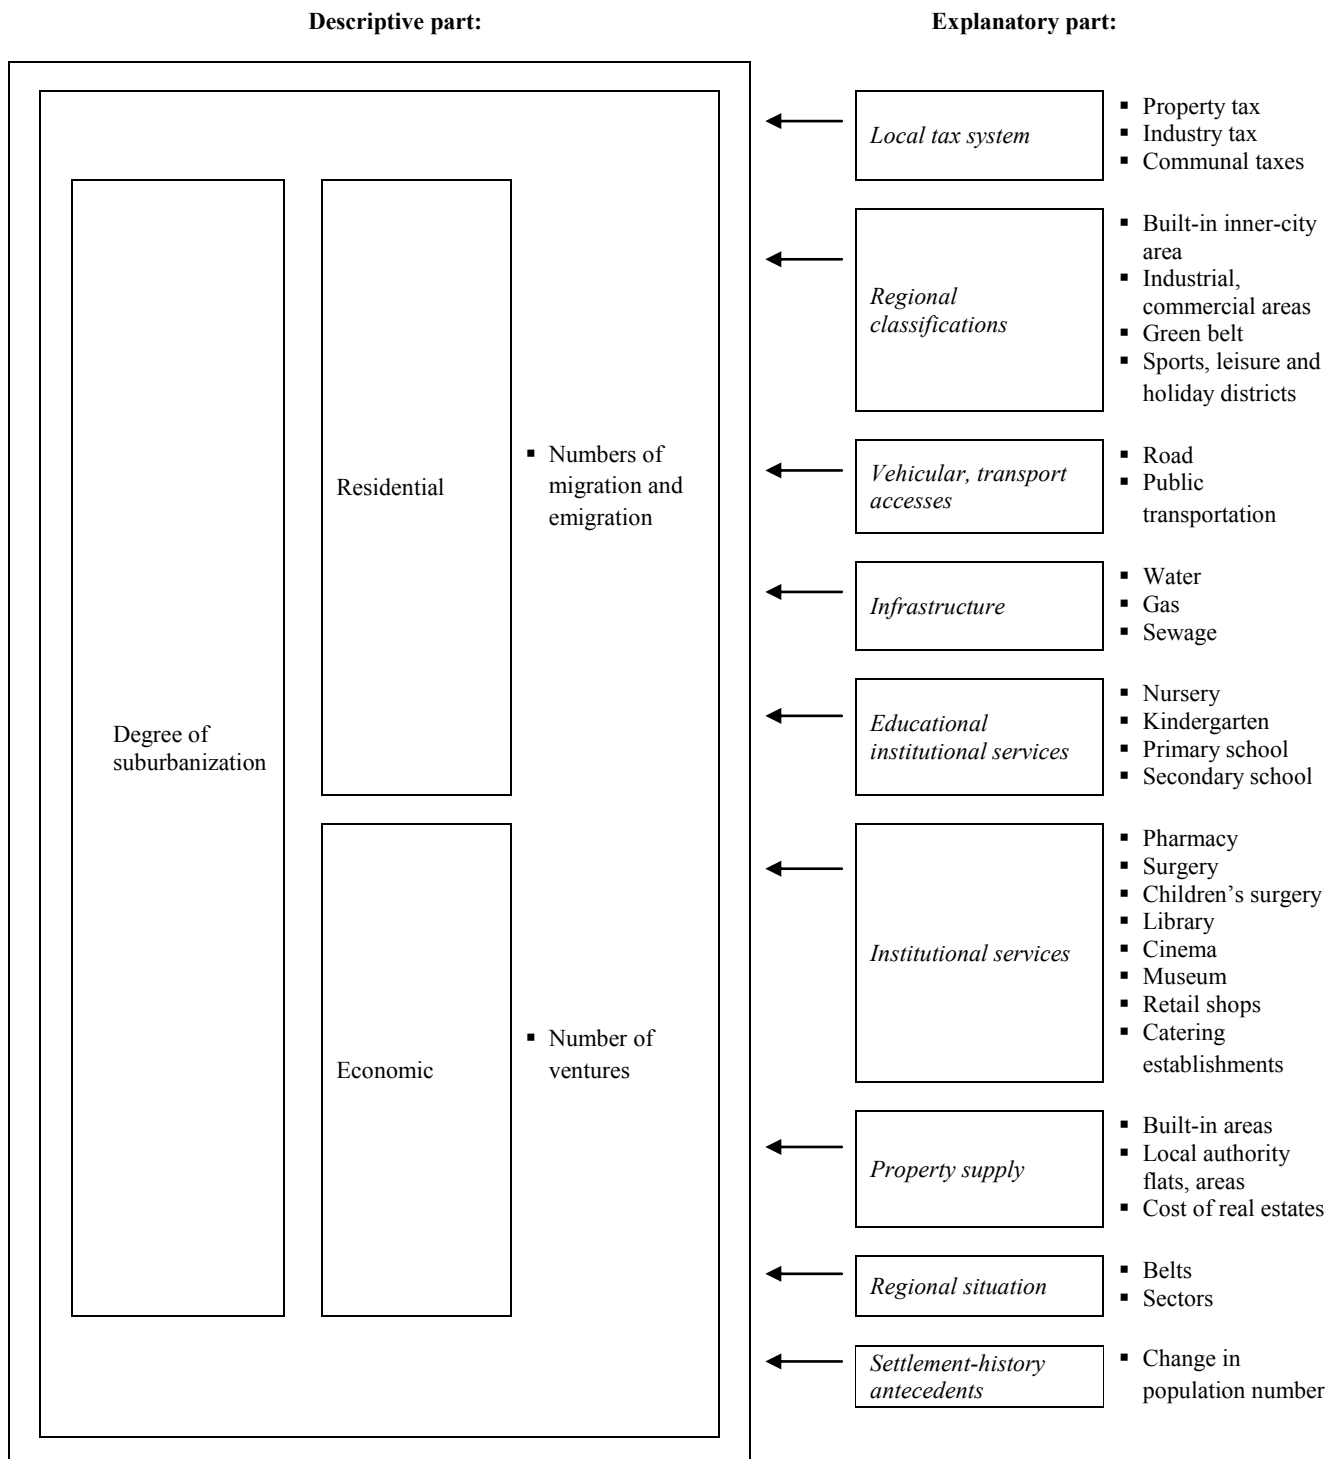 Descriptive part:
Explanatory part:
Degree of
suburbanization
Residential
▪ Numbers of
migration and
emigration
Economic
▪ Number of
ventures
Local tax system
▪ Property tax
▪ Industry tax
▪ Communal taxes
Regional
classifications
▪ Built-in inner-city
area
▪ Industrial,
commercial areas
▪ Green belt
▪ Sports, leisure and
holiday districts
Vehicular, transport
accesses
▪ Road
▪ Public
transportation
Infrastructure
▪ Water
▪ Gas
▪ Sewage
Educational
institutional services
▪ Nursery
▪ Kindergarten
▪ Primary school
▪ Secondary school
Institutional services
▪ Pharmacy
▪ Surgery
▪ Children’s surgery
▪ Library
▪ Cinema
▪ Museum
▪ Retail shops
▪ Catering
establishments
Property supply
▪ Built-in areas
▪ Local authority
flats, areas
▪ Cost of real estates
Regional situation
▪ Belts
▪ Sectors
Settlement-history
antecedents
▪ Change in
population number